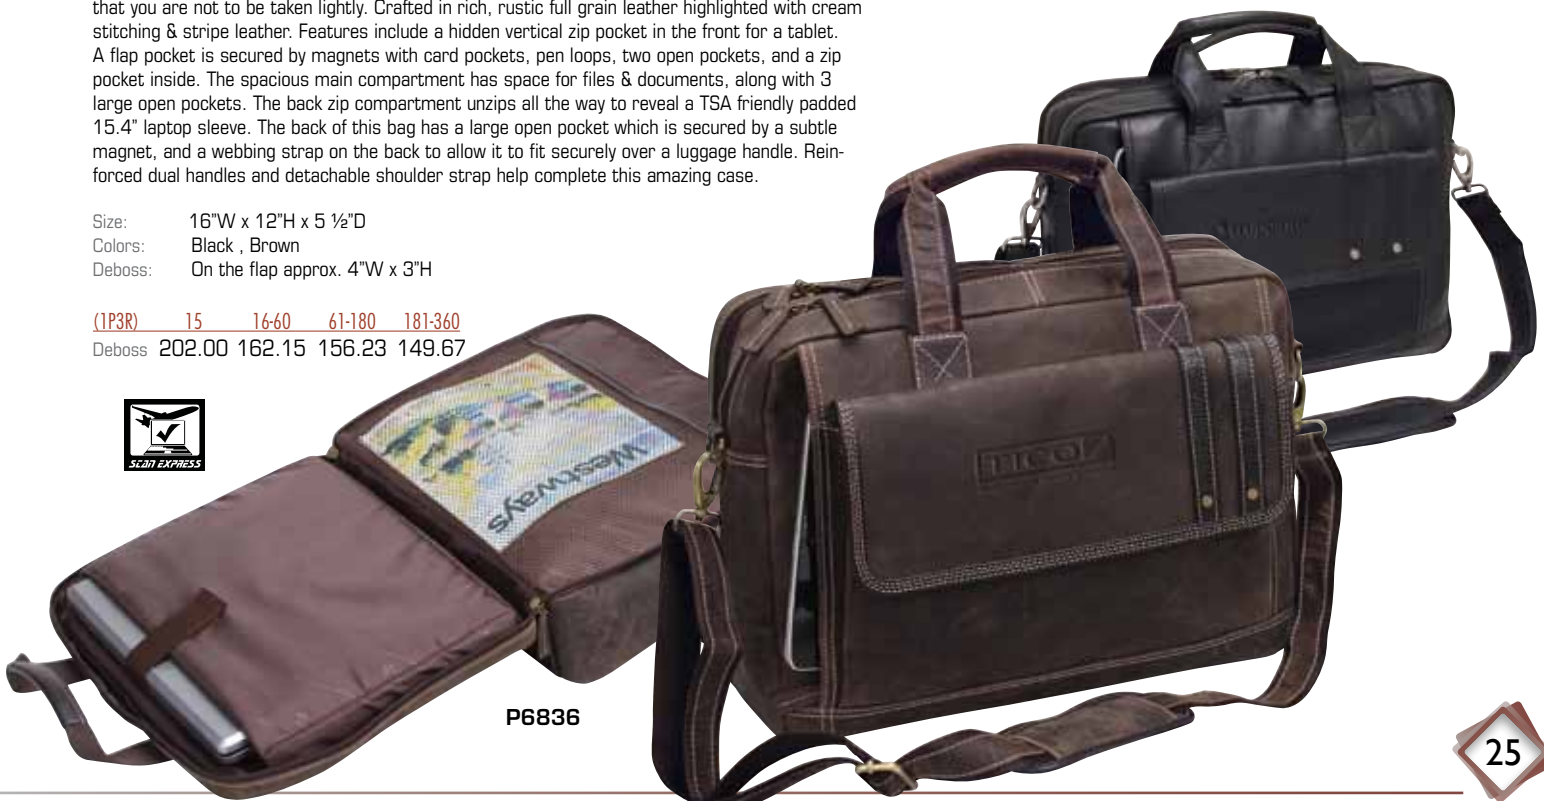 that you are not to be taken lightly. Crafted in rich, rustic full grain leather highlighted with cream
stitching & stripe leather. Features include a hidden vertical zip pocket in the front for a tablet.
A flap pocket is secured by magnets with card pockets, pen loops, two open pockets, and a zip
pocket inside. The spacious main compartment has space for files & documents, along with 3
large open pockets. The back zip compartment unzips all the way to reveal a TSA friendly padded
15.4” laptop sleeve. The back of this bag has a large open pocket which is secured by a subtle
magnet, and a webbing strap on the back to allow it to fit securely over a luggage handle. Rein-
forced dual handles and detachable shoulder strap help complete this amazing case.
Size: 16”W x 12”H x 5 ½”D
Colors: Black , Brown
Deboss: On the flap approx. 4”W x 3”H
(1P3R) 15 16-60 61-180 181-360
Deboss 202.00 162.15 156.23 149.67
SCAN EXPRESS
Westways
P6836
25